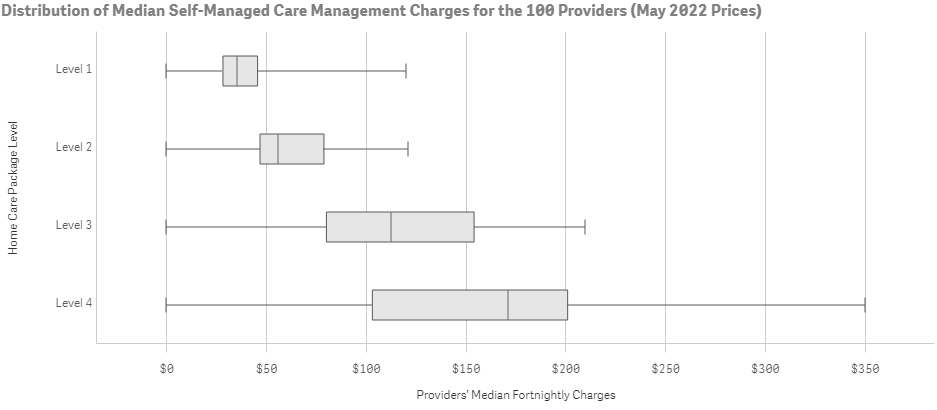 Distribution of Median Self-Managed Care Management Charges for the 100 Providers (May 2022 Prices)
Home Care Package Level
Level 1
Level 2
Level 3
Level 4
$0 $50 $100 $150 $200 $250 $300 $350
Providers' Median Fortnightly Charges